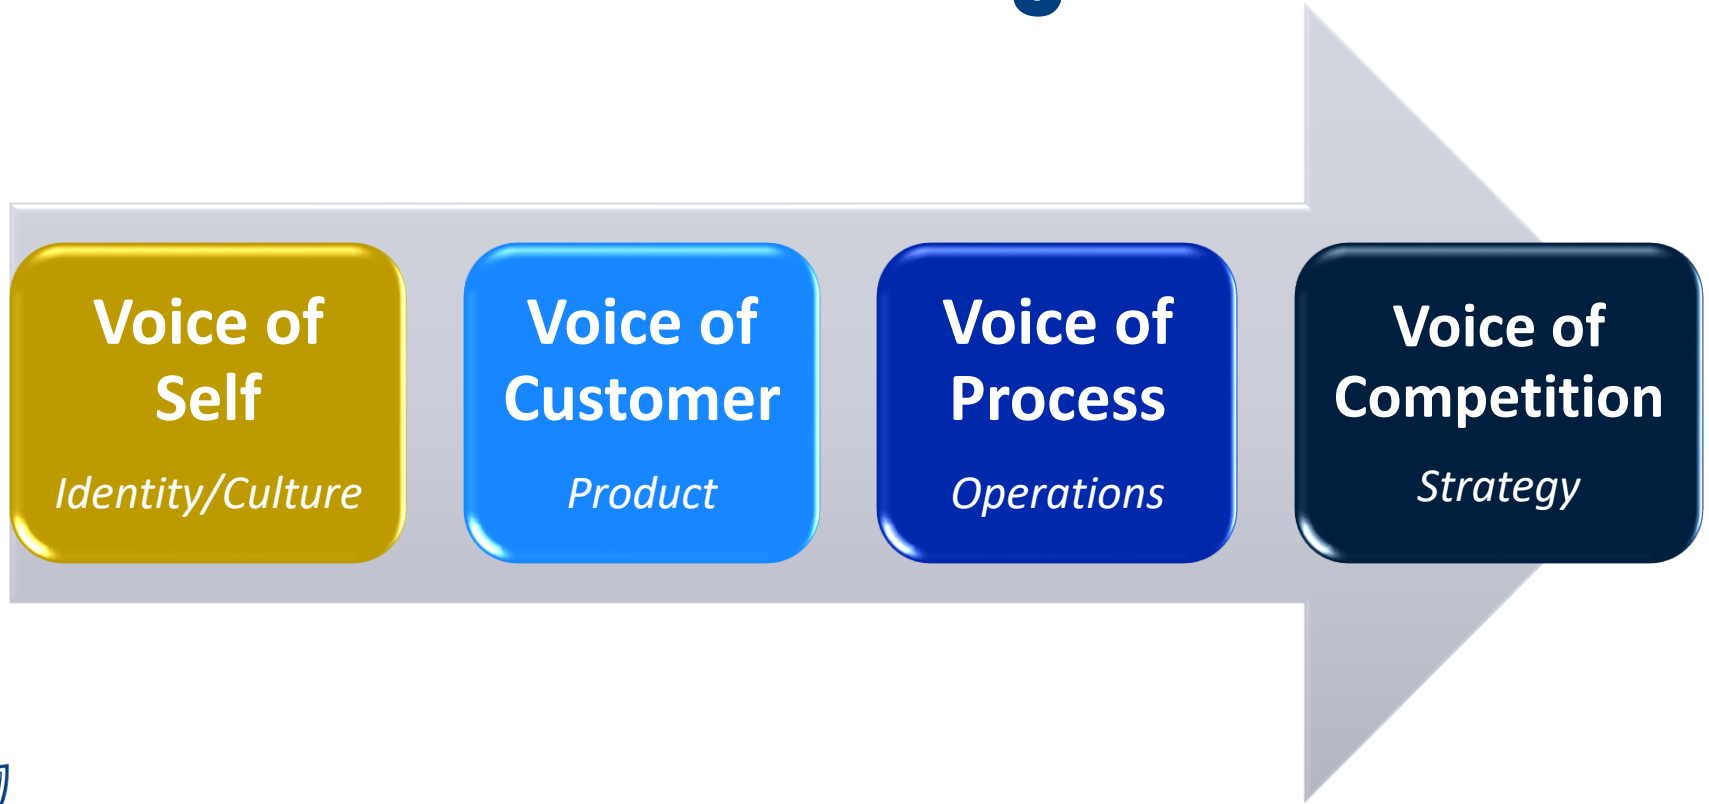 Voice of
Self
Identity/Culture
Voice of
Customer
Product
Voice of
Process
Operations
Voice of
Competition
Strategy